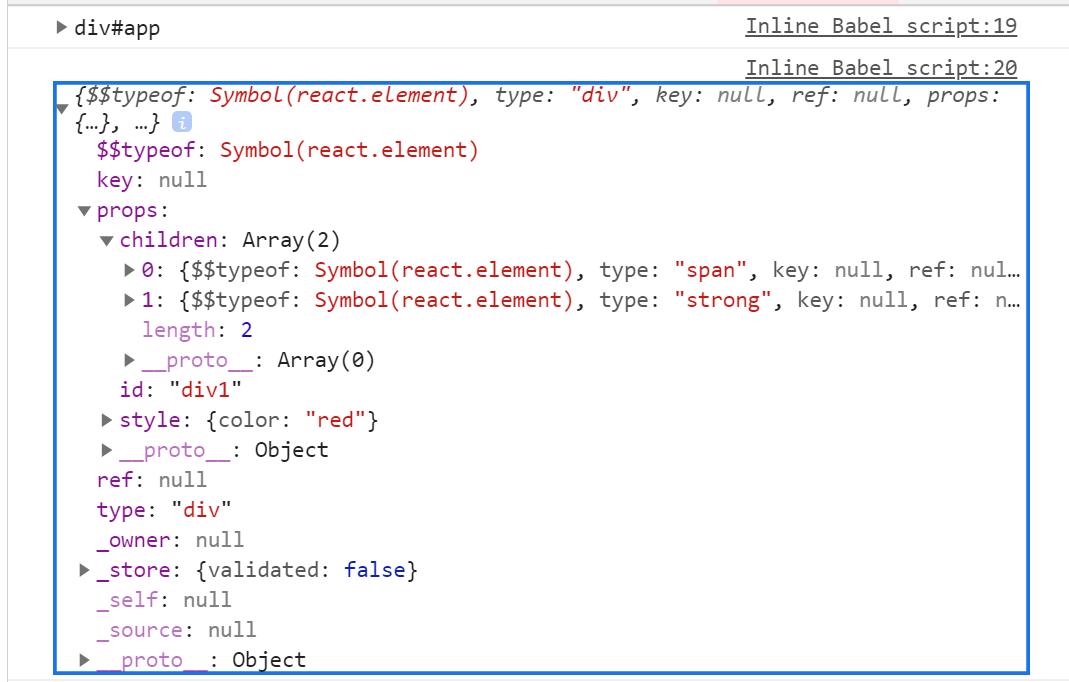 div#app Inline Babel script:19
Inline Babel script:20
{$$typeof: Symbol(react.element), type: "div", key: null, ref: null, props:
{…}, …} i
$$typeof: Symbol(react.element)
key: null
props:
children: Array(2)
0: {$$typeof: Symbol(react.element), type: "span", key: null, ref: nul…
1: {$$typeof: Symbol(react.element), type: "strong", key: null, ref: n…
length: 2
__proto__: Array(0)
id: "div1"
style: {color: "red"}
__proto__: Object
ref: null
type: "div"
_owner: null
_store: {validated: false}
_self: null
_source: null
__proto__: Object